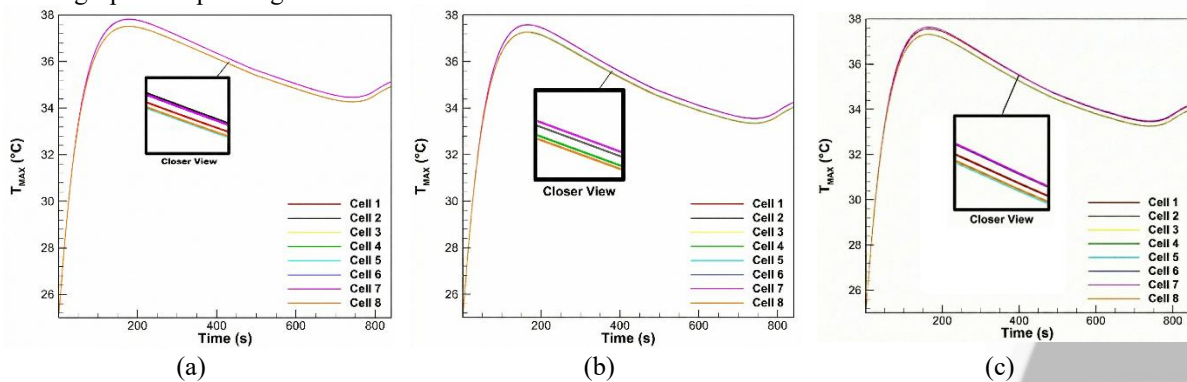 38
36
34
32
30
28
26
T_MAX (°C)
Closer View
Cell 1
Cell 2
Cell 3
Cell 4
Cell 5
Cell 6
Cell 7
Cell 8
200 400 600 800
Time (s)
(a)
38
36
34
32
30
28
26
T_MAX (°C)
Closer View
Cell 1
Cell 2
Cell 3
Cell 4
Cell 5
Cell 6
Cell 7
Cell 8
200 400 600 800
Time (s)
(b)
38
36
34
32
30
28
26
T_MAX (°C)
Closer View
Cell 1
Cell 2
Cell 3
Cell 4
Cell 5
Cell 6
Cell 7
Cell 8
200 400 600 800
Time (s)
(c)